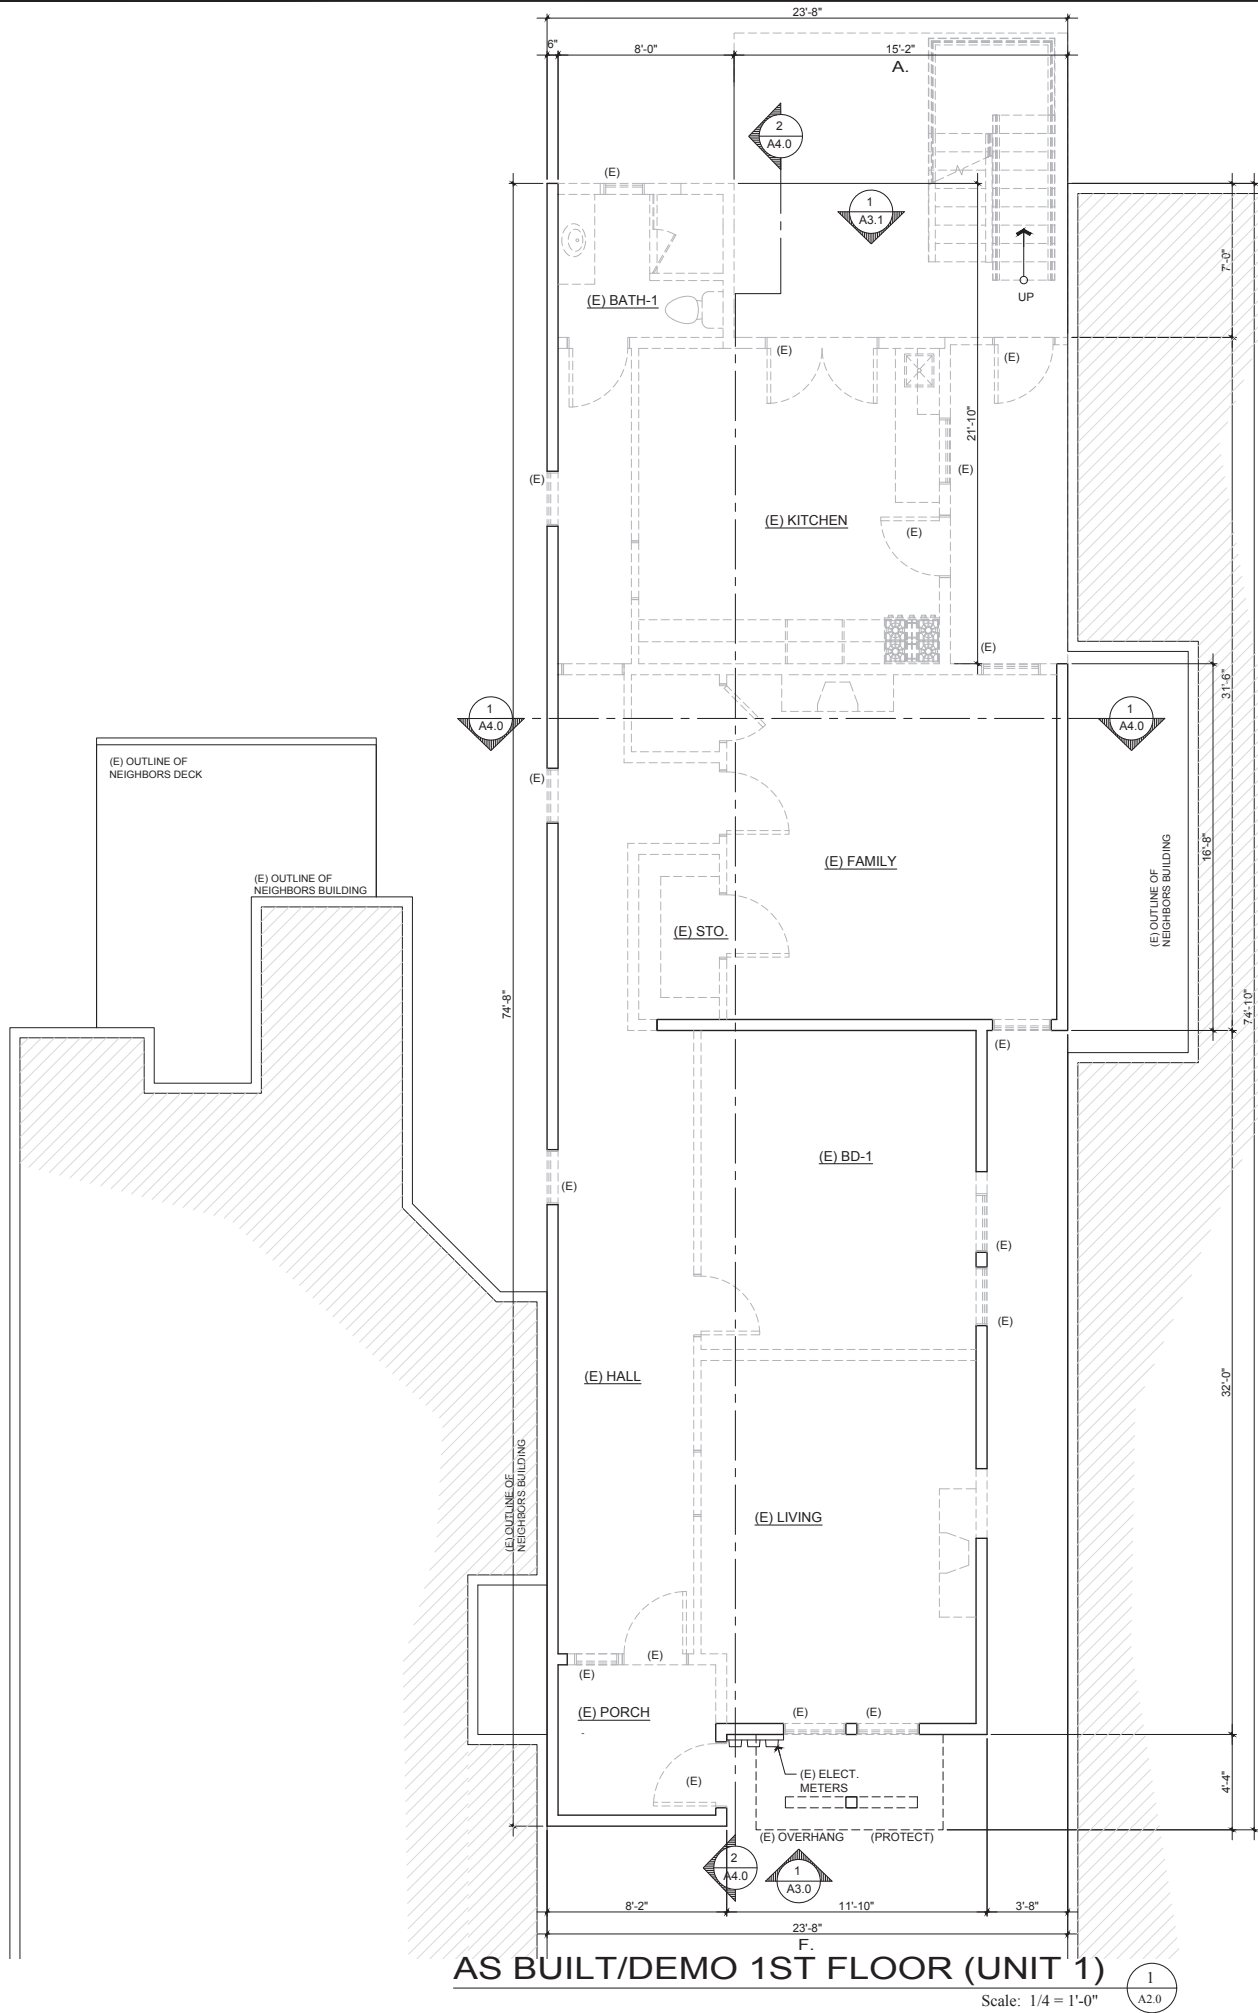 23'-8"
6"
8'-0"
15'-2"
A.
2
A4.0
(E)
1
A3.1
7'-0"
(E) BATH-1
UP
(E)
(E)
21'-10"
(E)
(E)
(E) KITCHEN
(E)
(E)
31'-6"
1
A4.0
1
A4.0
(E) OUTLINE OF
NEIGHBORS DECK
(E)
16'-8"
(E) FAMILY
(E) OUTLINE OF
NEIGHBORS BUILDING
(E) OUTLINE OF
NEIGHBORS BUILDING
(E) STO.
74'-8"
74'-10"
(E)
(E) BD-1
(E)
(E)
(E)
(E) HALL
32'-0"
(E) OUTLINE OF
NEIGHBORS BUILDING
(E) LIVING
(E)
(E)
(E) PORCH
-
(E)
(E)
(E)
(E) ELECT.
METERS
4'-4"
(E) OVERHANG
(PROTECT)
2
A4.0
1
A3.0
8'-2"
11'-10"
3'-8"
23'-8"
F.
AS BUILT/DEMO 1ST FLOOR (UNIT 1)
1
A2.0
Scale: 1/4 = 1'-0"